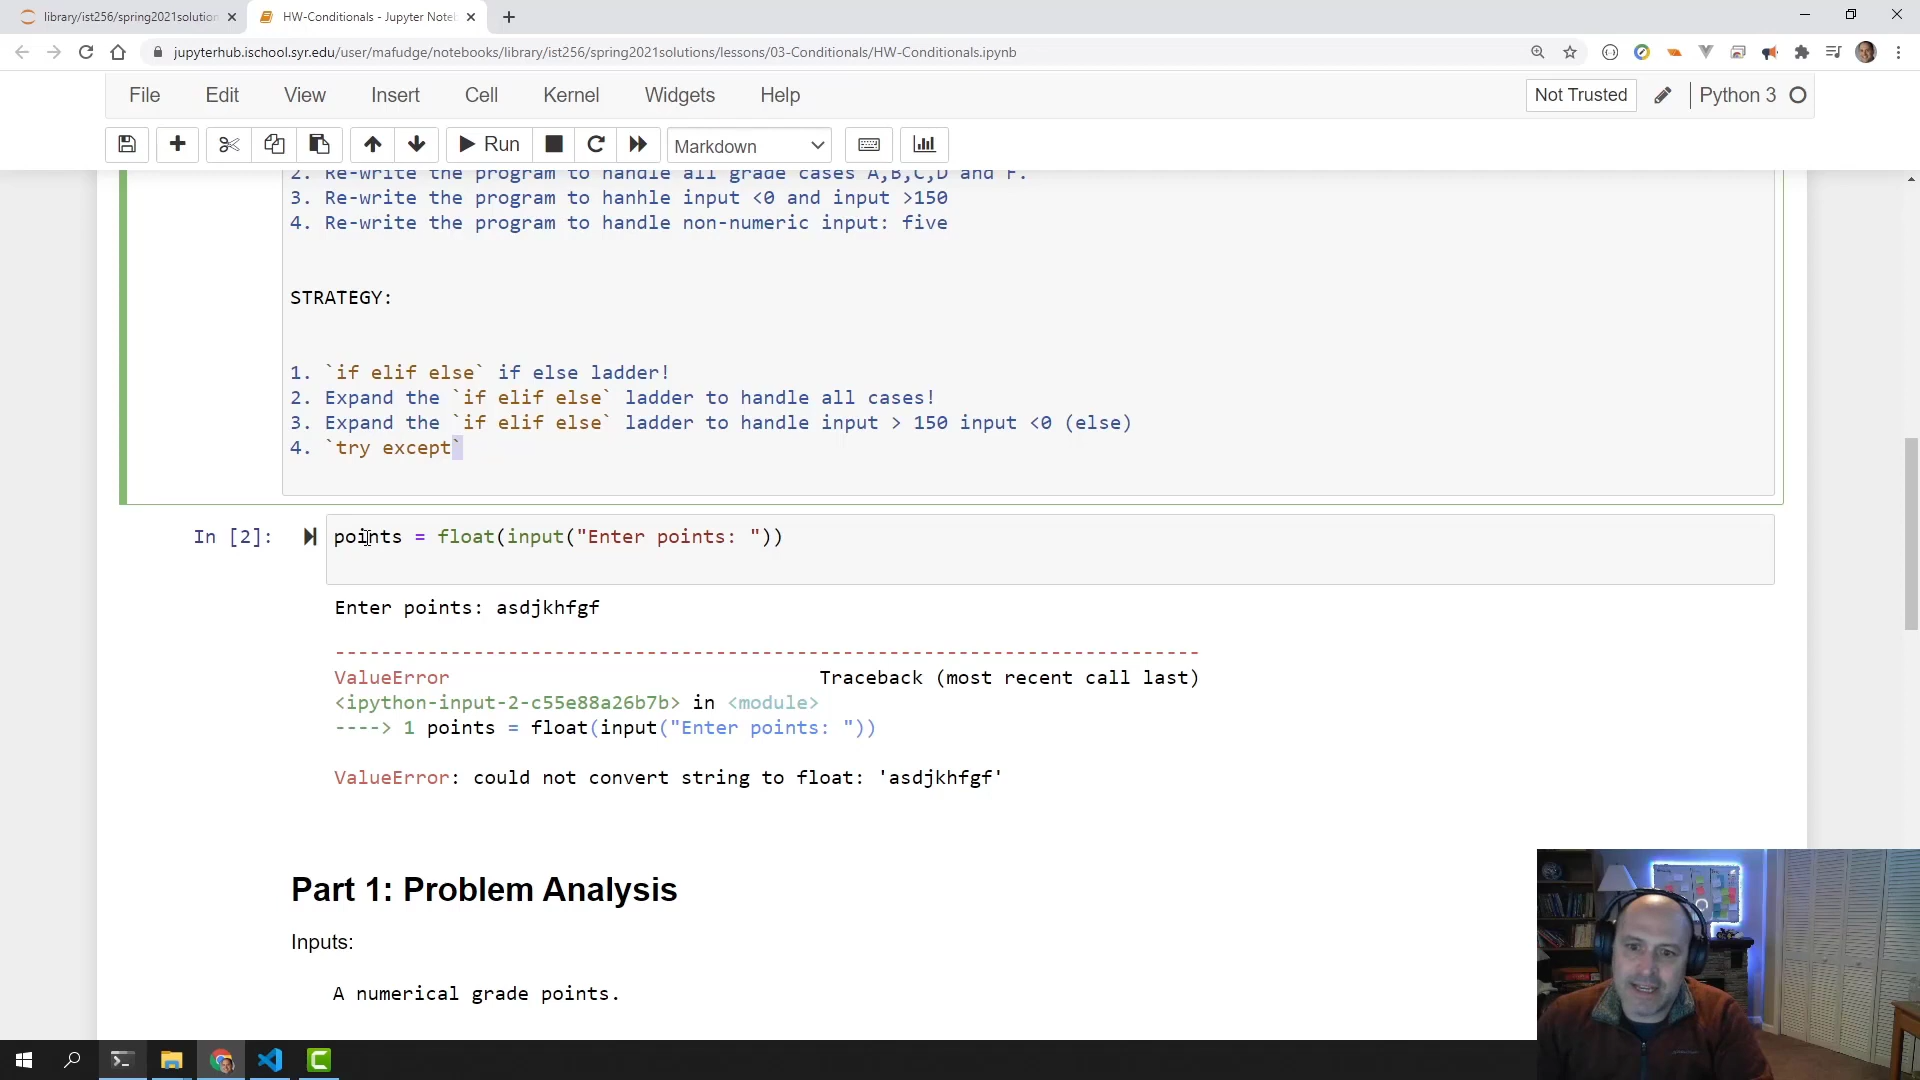 library/ist256/spring2021solution
HW-Conditionals - Jupyter Noteb
jupyterhub.ischool.syr.edu/user/mafudge/notebooks/library/ist256/spring2021solutions/lessons/03-Conditionals/HW-Conditionals.ipynb
File Edit View Insert Cell Kernel Widgets Help
Not Trusted
Python 3
Run
Markdown
2. Re-write the program to handle all grade cases A,B,C,D and F.
3. Re-write the program to hanhle input <0 and input >150
4. Re-write the program to handle non-numeric input: five
STRATEGY:
1. `if elif else` if else ladder!
2. Expand the `if elif else` ladder to handle all cases!
3. Expand the `if elif else` ladder to handle input > 150 input <0 (else)
4. `try except`
In [2]: points = float(input("Enter points: "))
Enter points: asdjkhfgf
---------------------------------------------------------------------------
ValueError Traceback (most recent call last)
<ipython-input-2-c55e88a26b7b> in <module>
----> 1 points = float(input("Enter points: "))
ValueError: could not convert string to float: 'asdjkhfgf'
Part 1: Problem Analysis
Inputs:
A numerical grade points.